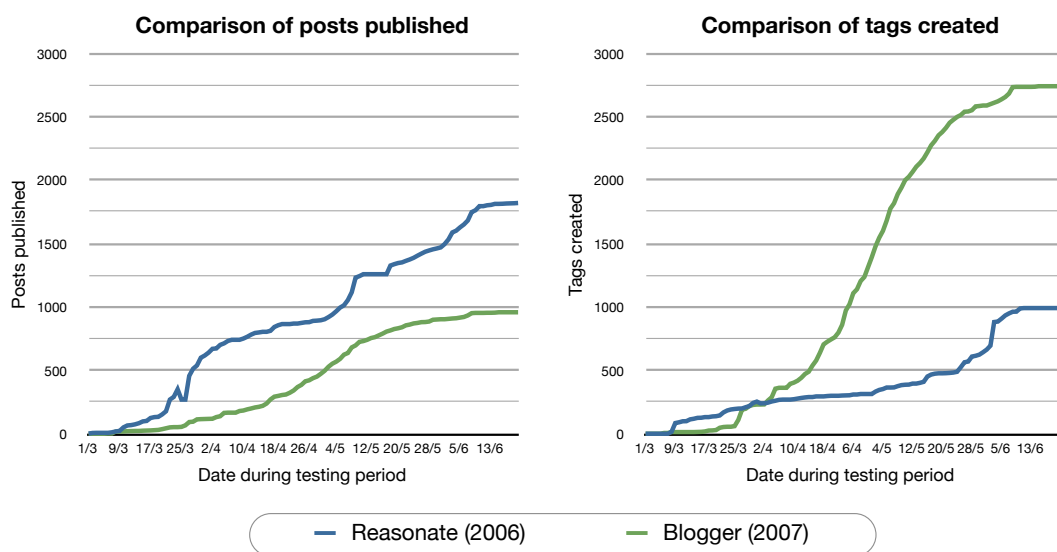 Comparison of posts published
3000
2500
2000
1500
1000
500
0
Posts published
1/3 9/3 17/3 25/3 2/4 10/4 18/4 26/4 4/5 12/5 20/5 28/5 5/6 13/6
Date during testing period
Comparison of tags created
3000
2500
2000
1500
1000
500
0
Tags created
1/3 9/3 17/3 25/3 2/4 10/4 18/4 6/4 4/5 12/5 20/5 28/5 5/6 13/6
Date during testing period
Reasonate (2006) Blogger (2007)